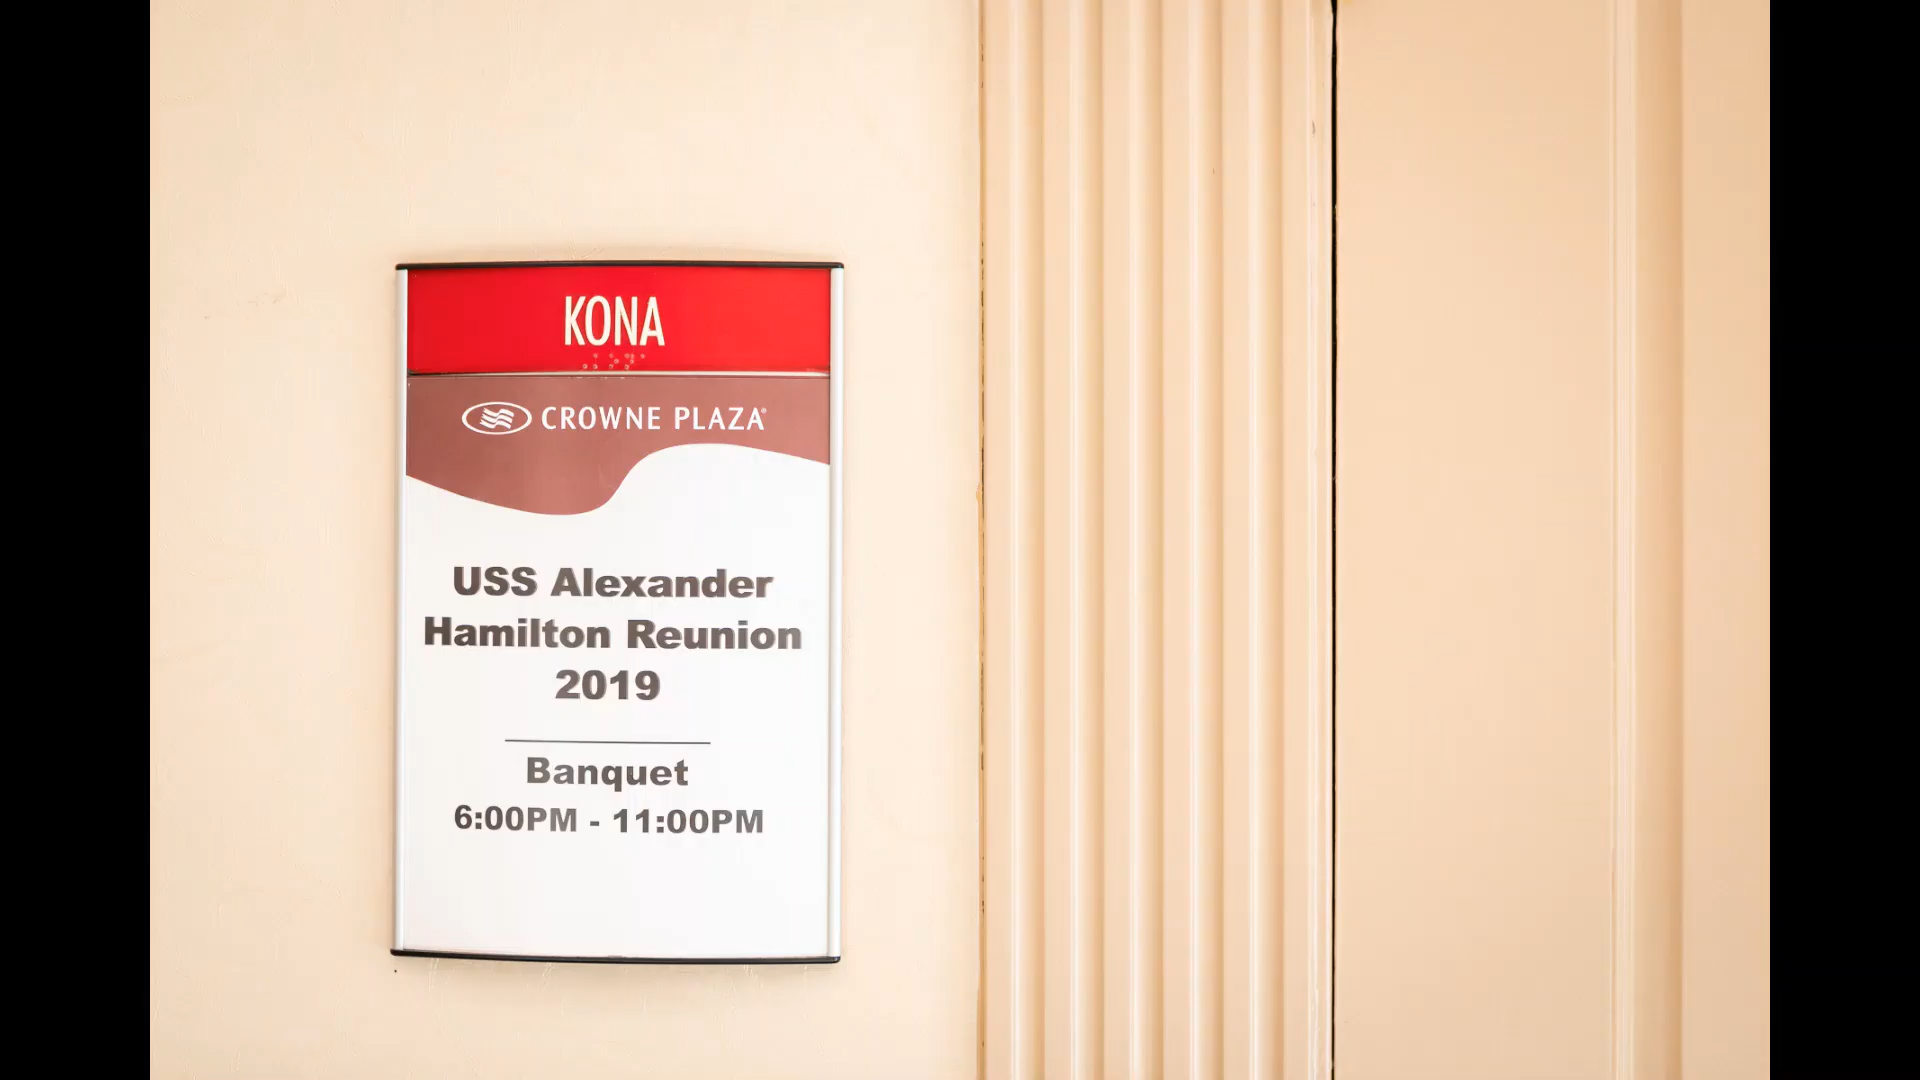 KONA
CROWNE PLAZA®
USS Alexander
Hamilton Reunion
2019
Banquet
6:00PM - 11:00PM